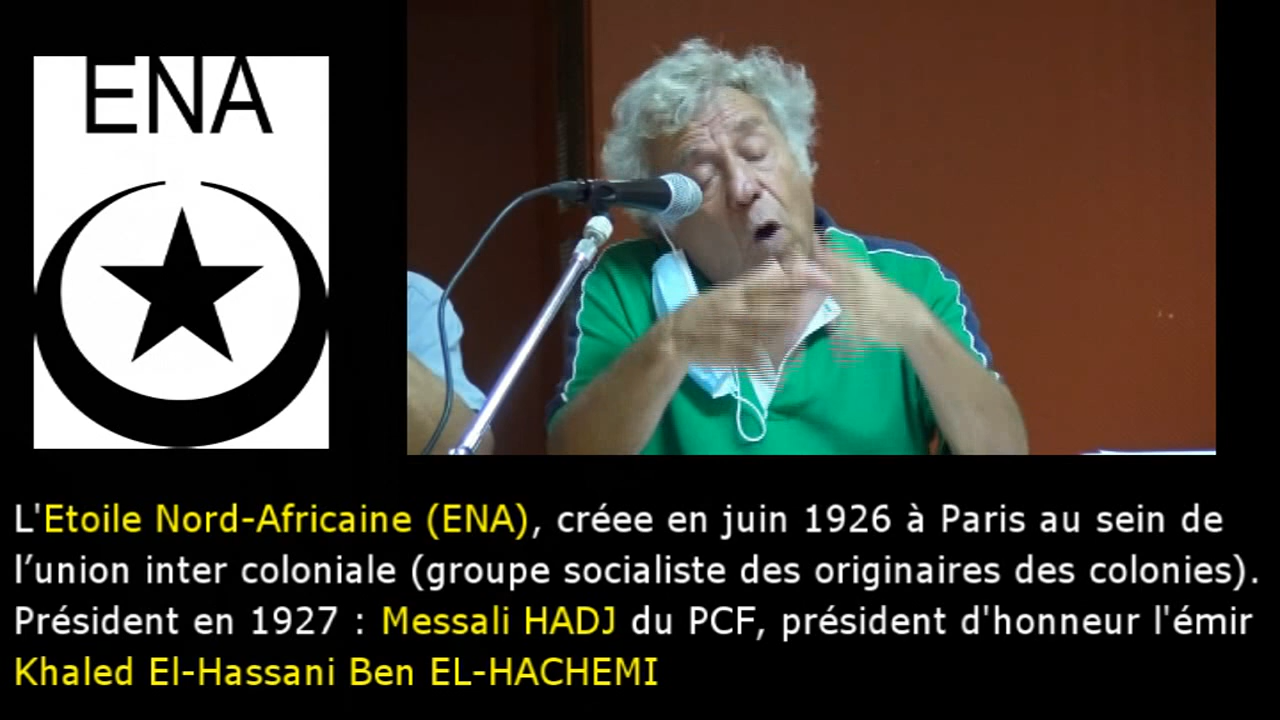 ENA
L'Etoile Nord-Africaine (ENA), créee en juin 1926 à Paris au sein de
l’union inter coloniale (groupe socialiste des originaires des colonies).
Président en 1927 : Messali HADJ du PCF, président d'honneur l'émir
Khaled El-Hassani Ben EL-HACHEMI